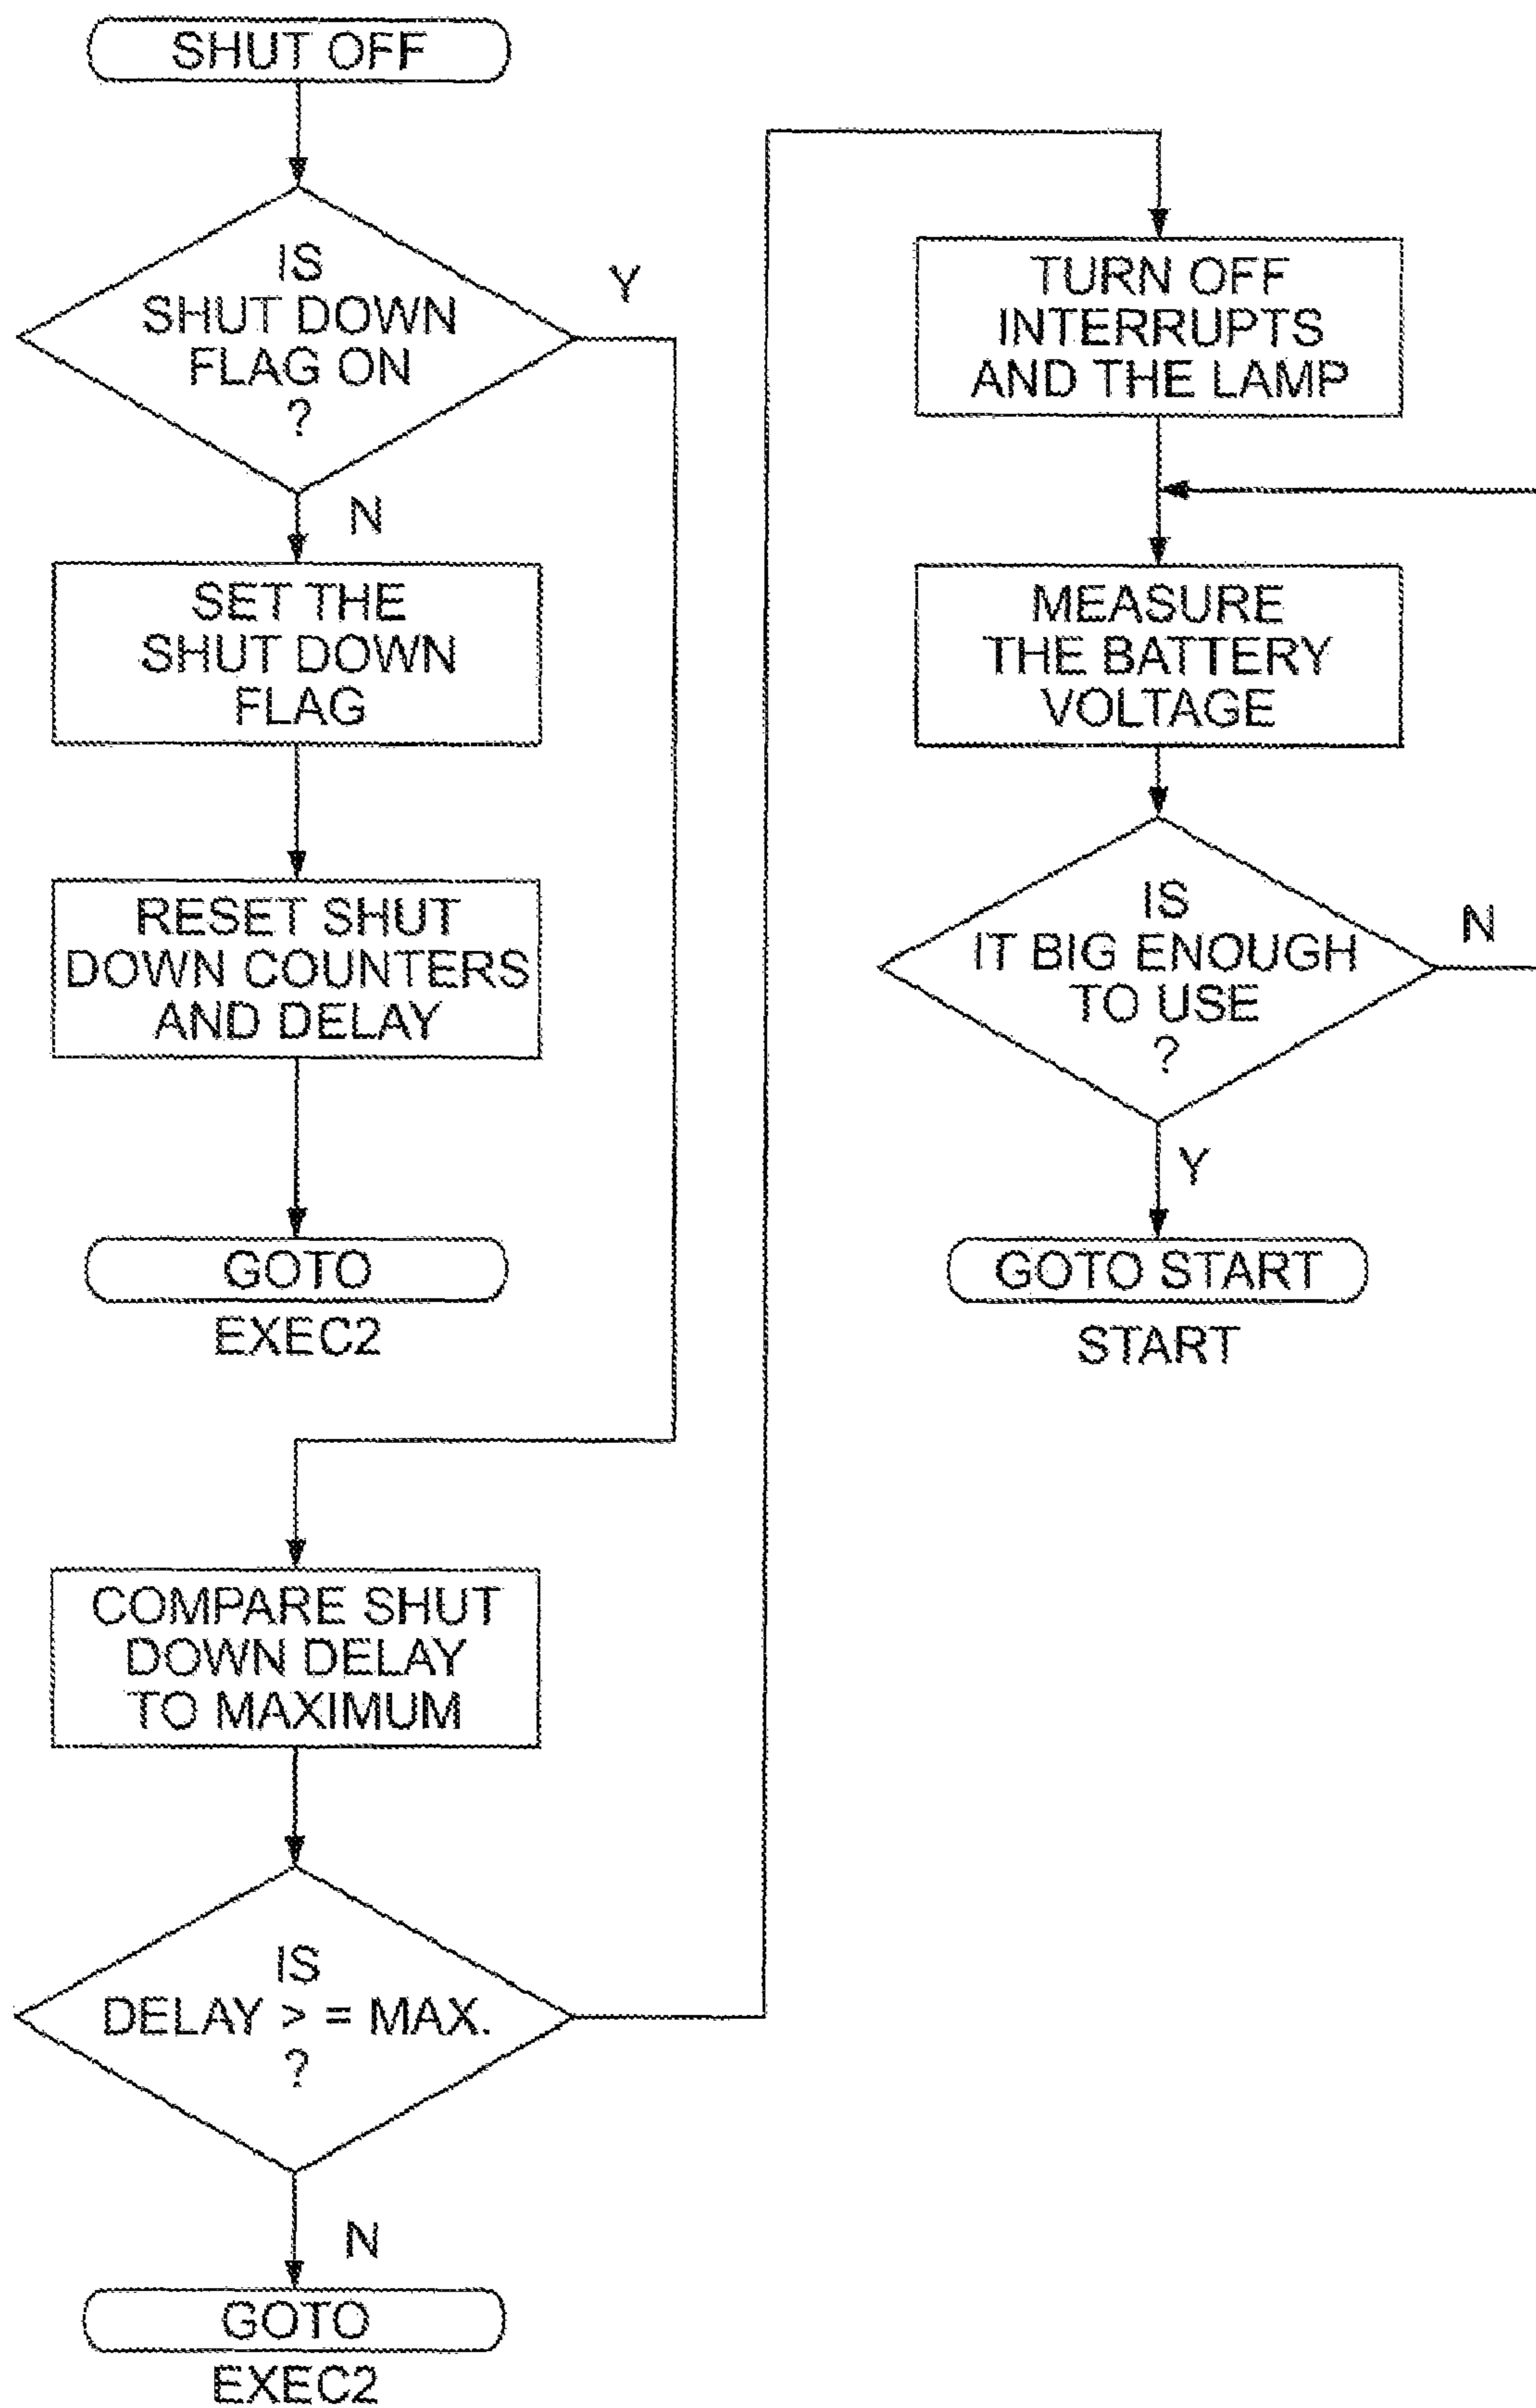 SHUT OFF
IS
SHUT DOWN
FLAG ON
?
Y
N
SET THE
SHUT DOWN
FLAG
RESET SHUT
DOWN COUNTERS
AND DELAY
GOTO
EXEC2
COMPARE SHUT
DOWN DELAY
TO MAXIMUM
IS
DELAY > = MAX.
?
N
GOTO
EXEC2
TURN OFF
INTERRUPTS
AND THE LAMP
MEASURE
THE BATTERY
VOLTAGE
IS
IT BIG ENOUGH
TO USE
?
N
Y
GOTO START
START